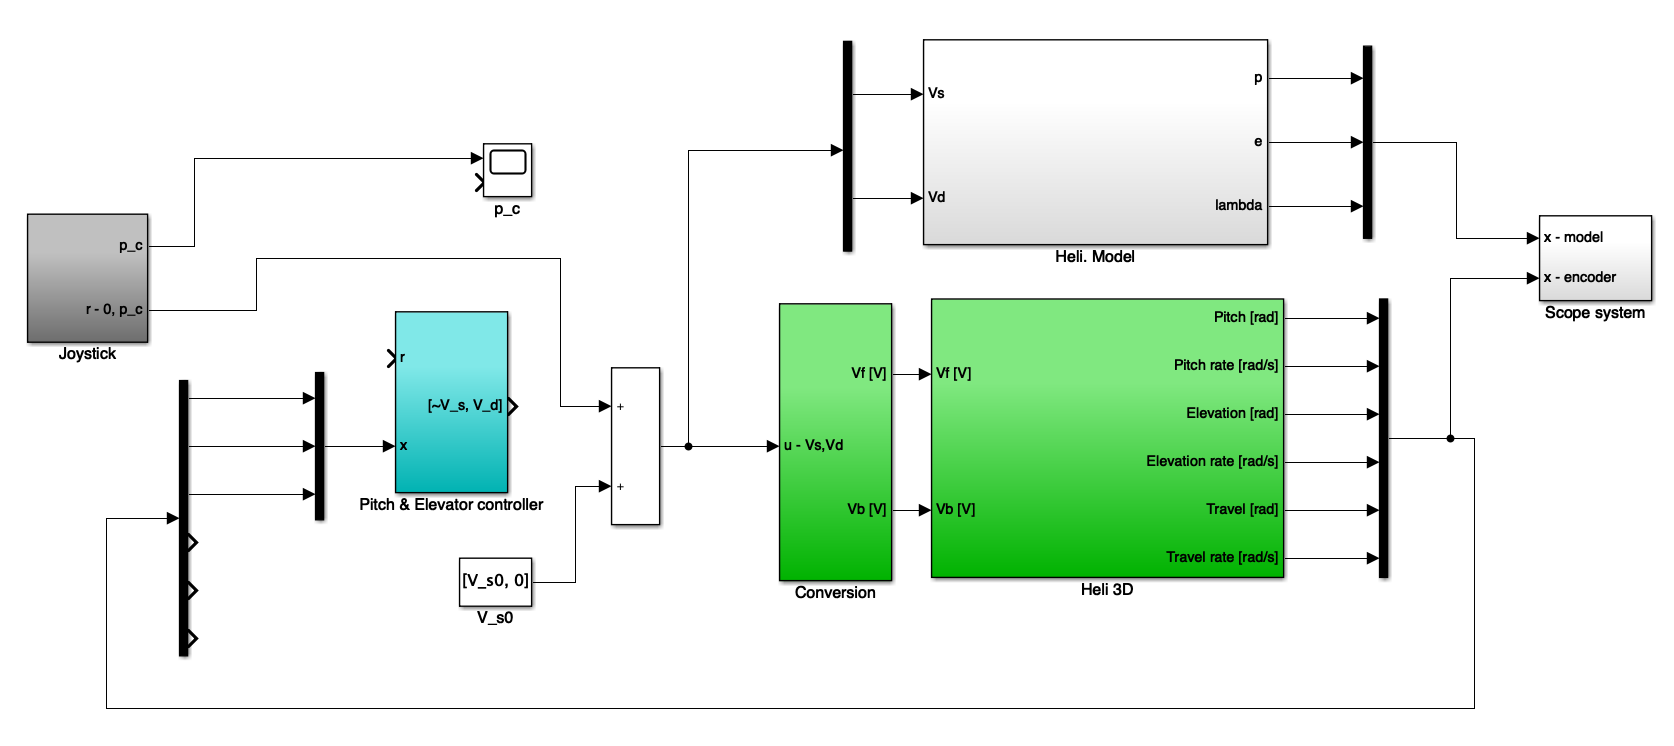 p_c
r - 0, p_c
Joystick
p_c
r
[~V_s, V_d]
x
Pitch & Elevator controller
[V_s0, 0]
V_s0
+
+
Vs
Vd
p
e
lambda
Heli. Model
u - Vs,Vd
Vf [V]
Vb [V]
Conversion
Vf [V]
Vb [V]
Pitch [rad]
Pitch rate [rad/s]
Elevation [rad]
Elevation rate [rad/s]
Travel [rad]
Travel rate [rad/s]
Heli 3D
x - model
x - encoder
Scope system